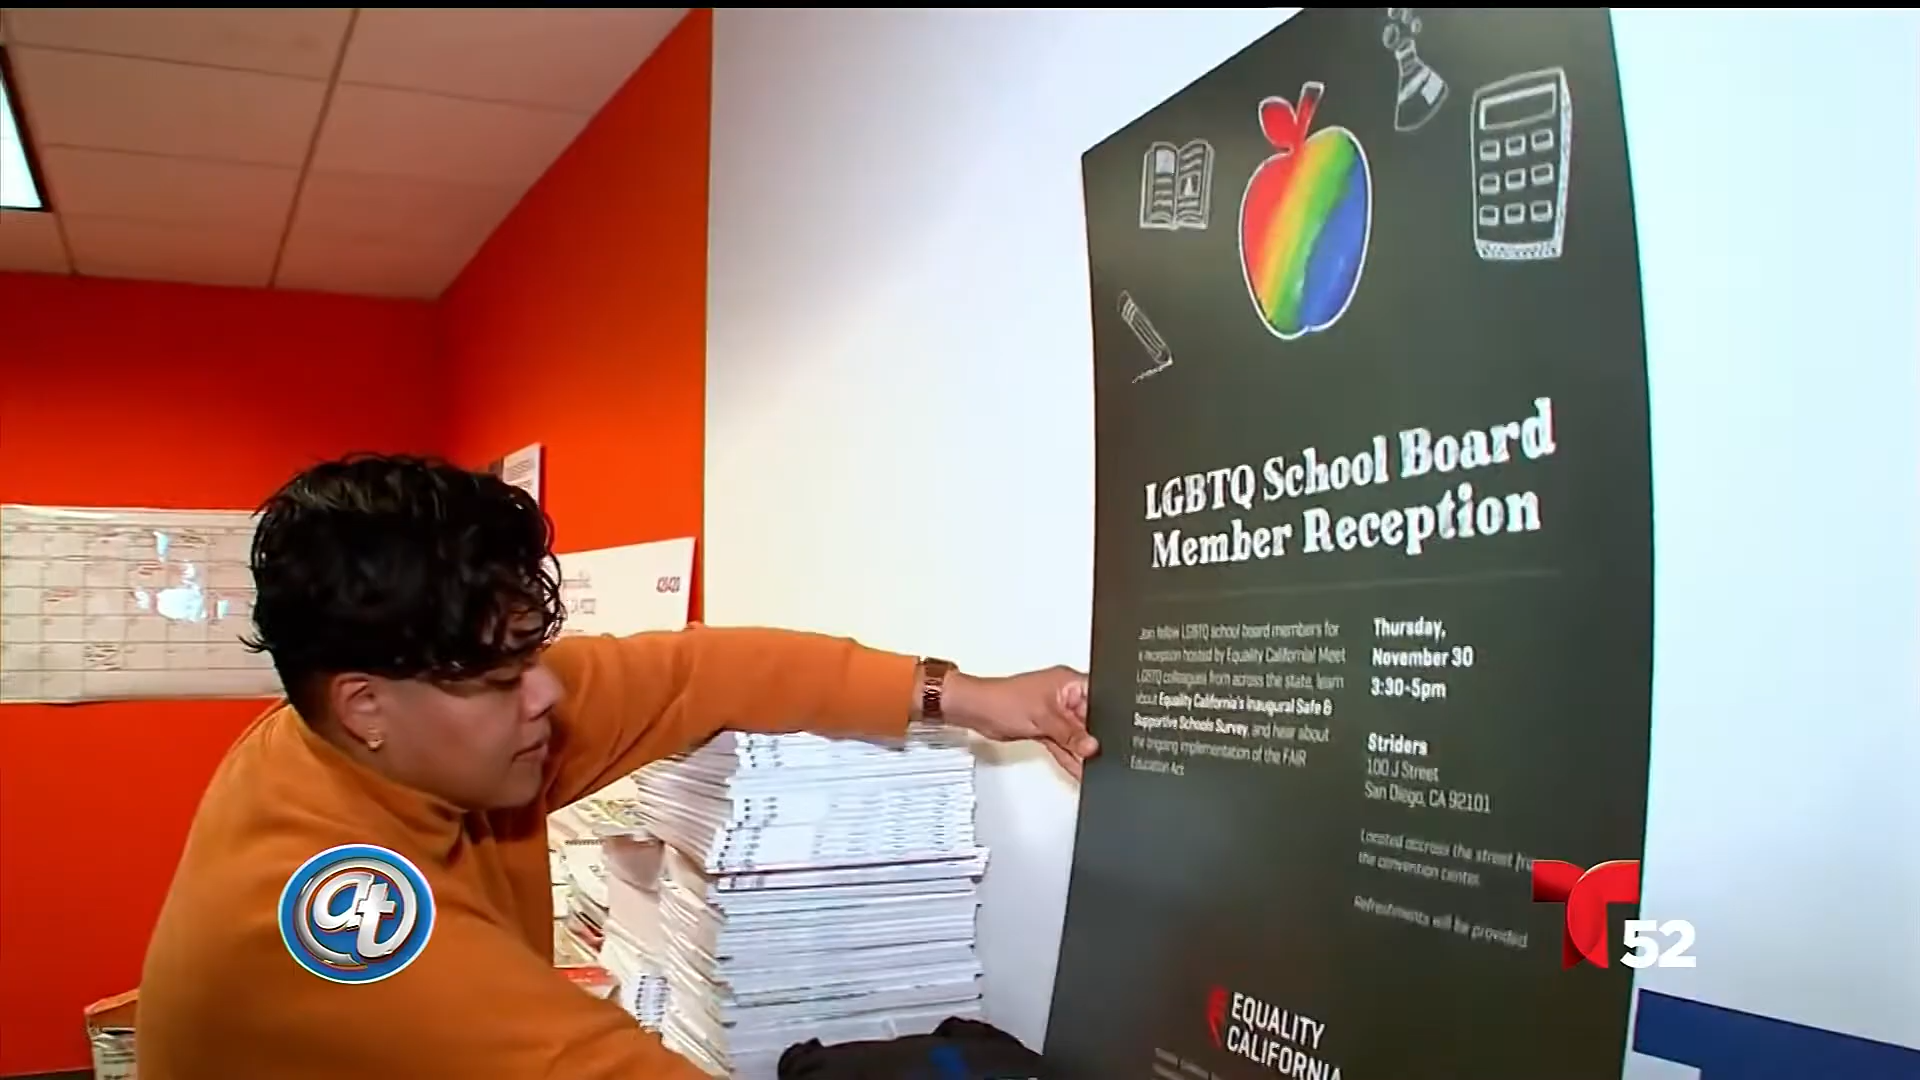 LGBTQ School Board
Member Reception
Join fellow LGBTQ school board members for
a reception hosted by Equality California! Meet
LGBTQ colleagues from across the state, learn
about Equality California's Inaugural Safe &
Supportive Schools Survey, and hear about
the ongoing implementation of the FAIR
Education Act.
Thursday,
November 30
3:30-5pm
Striders
100 J Street
San Diego, CA 92101
Located accross the street
the convention center.
Refreshments will be provided
EQUALITY
CALIFORNIA
at
T 52